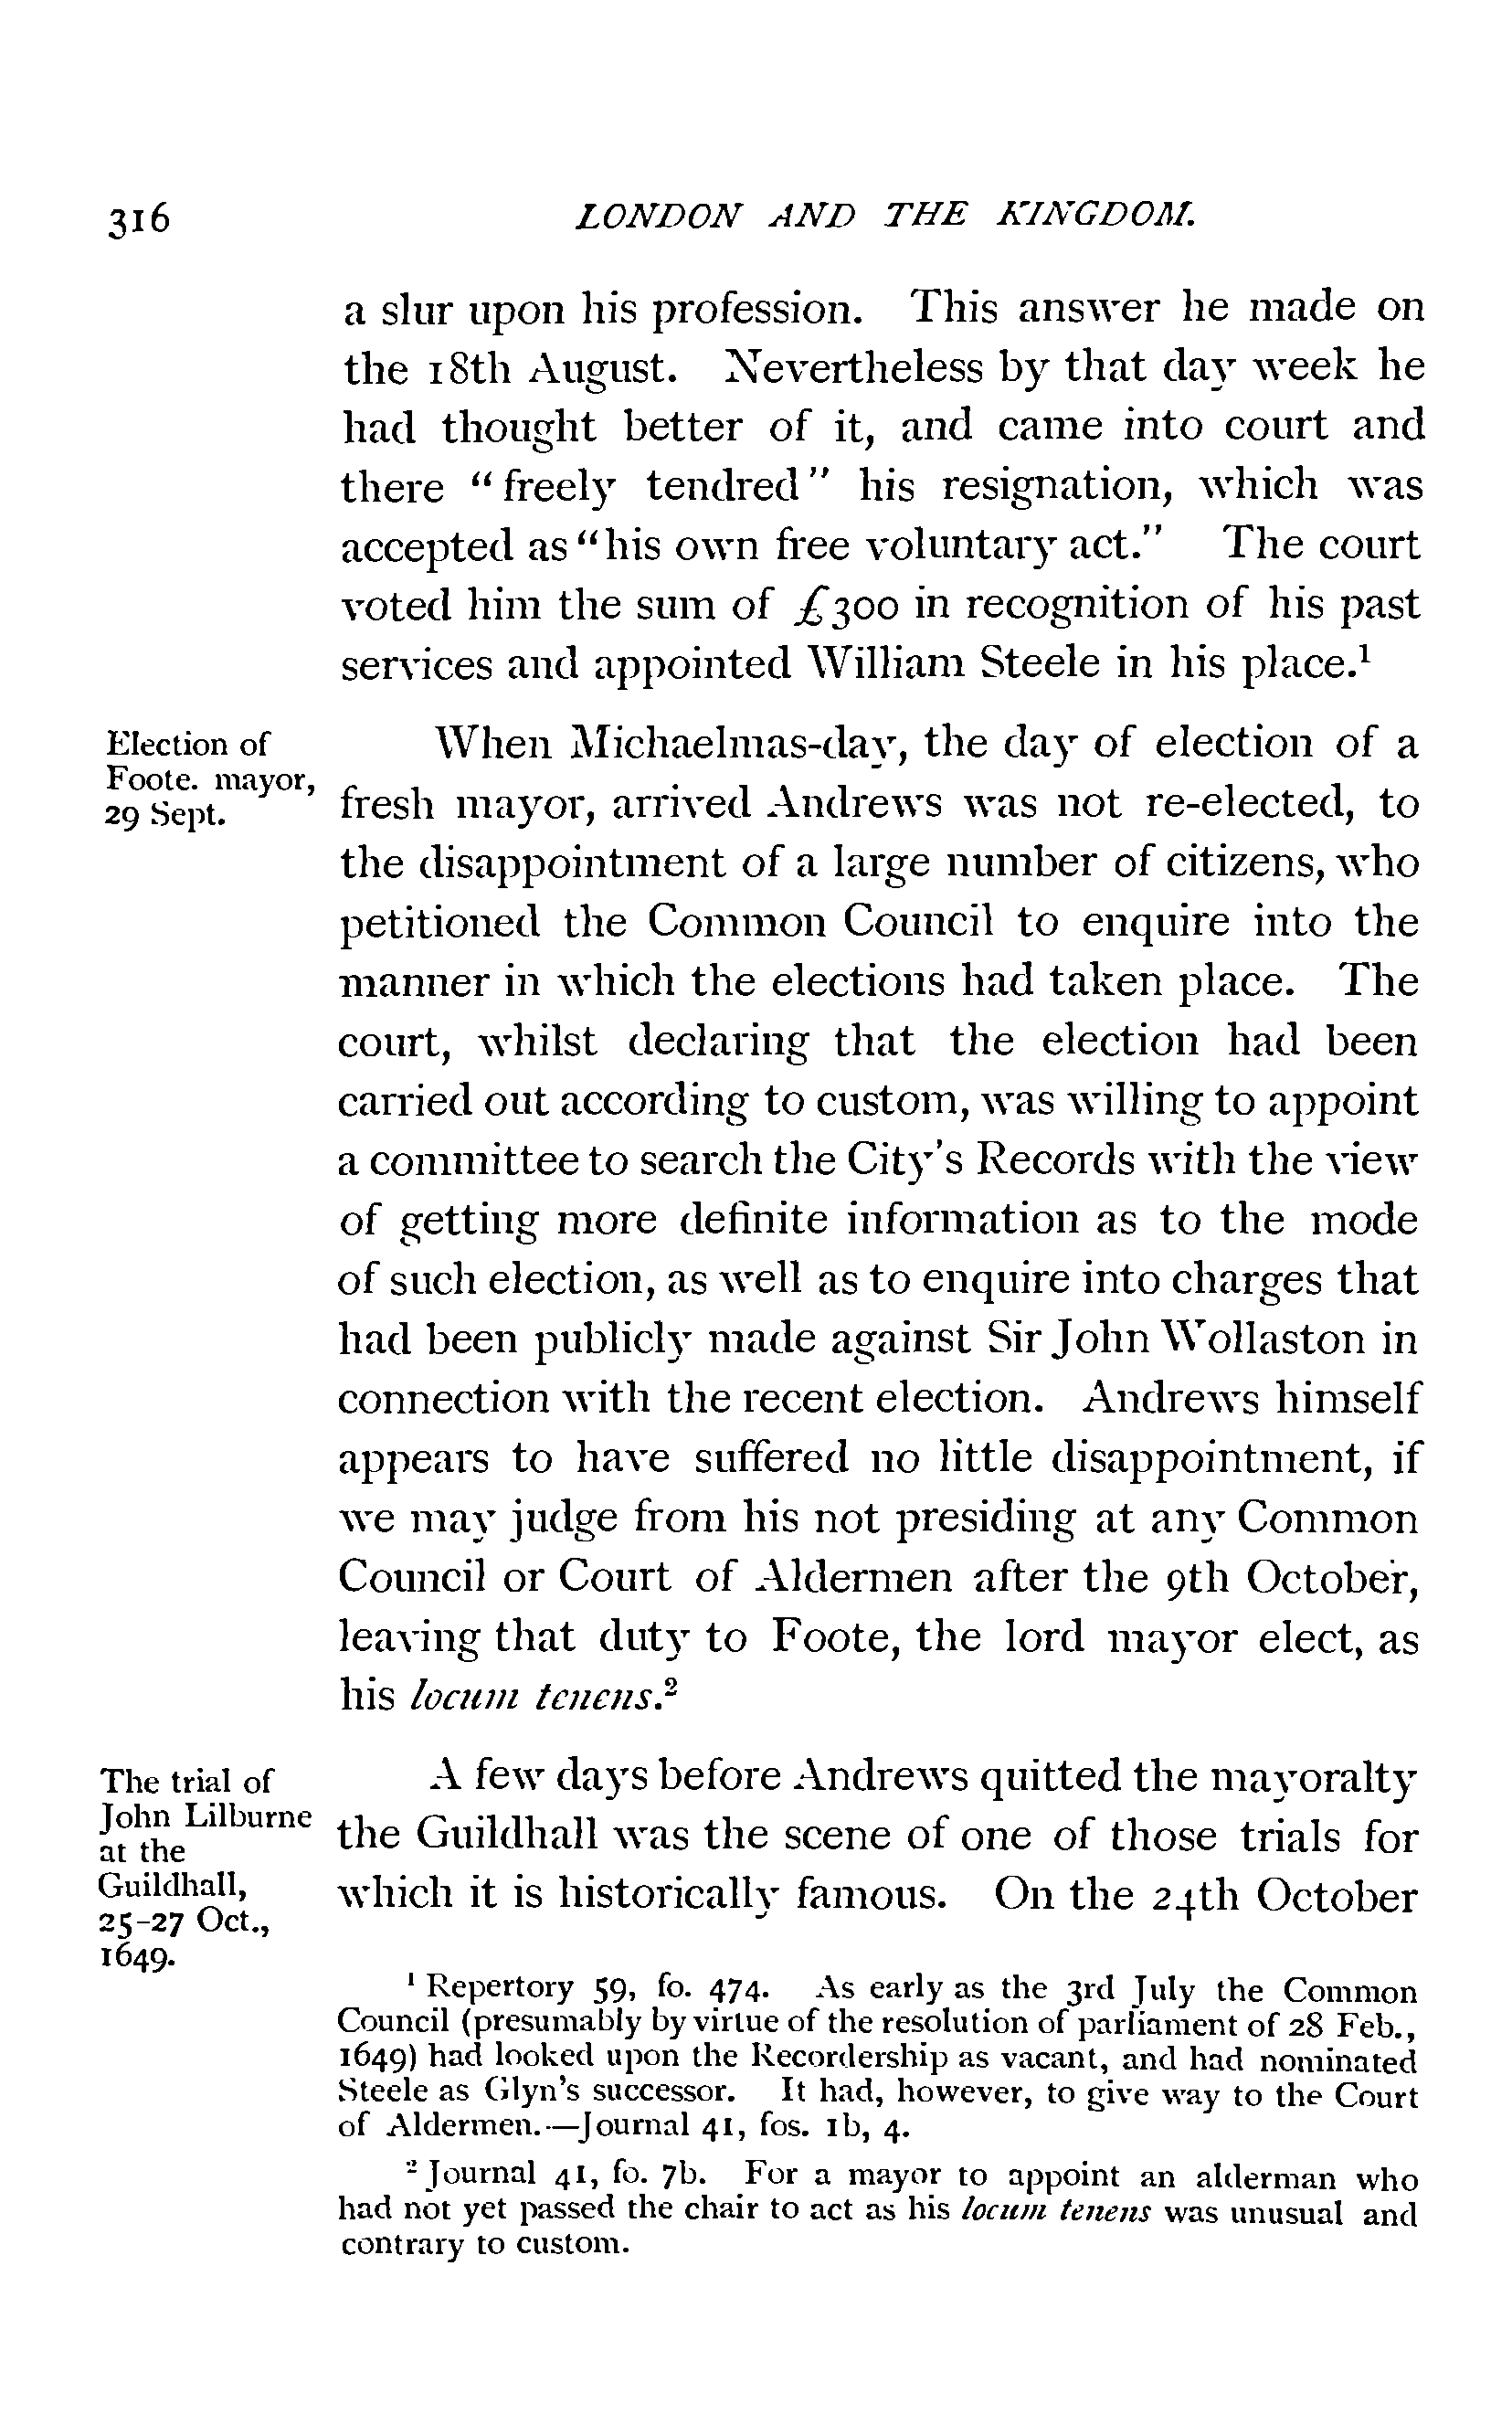 316
LONDON AND THE KINGDOM.
a slur upon his profession. This answer he made on
the 18th August. Nevertheless by that day week he
had thought better of it, and came into court and
there "freely tendred" his resignation, which was
accepted as "his own free voluntary act." The court
voted him the sum of £300 in recognition of his past
services and appointed William Steele in his place.¹
Election of
Foote. mayor,
29 Sept.
When Michaelmas-day, the day of election of a
fresh mayor, arrived Andrews was not re-elected, to
the disappointment of a large number of citizens, who
petitioned the Common Council to enquire into the
manner in which the elections had taken place. The
court, whilst declaring that the election had been
carried out according to custom, was willing to appoint
a committee to search the City's Records with the view
of getting more definite information as to the mode
of such election, as well as to enquire into charges that
had been publicly made against Sir John Wollaston in
connection with the recent election. Andrews himself
appears to have suffered no little disappointment, if
we may judge from his not presiding at any Common
Council or Court of Aldermen after the 9th October,
leaving that duty to Foote, the lord mayor elect, as
his locum tenens.²
The trial of
John Lilburne
at the
Guildhall,
25-27 Oct.,
1649.
A few days before Andrews quitted the mayoralty
the Guildhall was the scene of one of those trials for
which it is historically famous. On the 24th October
¹ Repertory 59, fo. 474. As early as the 3rd July the Common
Council (presumably by virtue of the resolution of parliament of 28 Feb.,
1649) had looked upon the Recordership as vacant, and had nominated
Steele as Glyn's successor. It had, however, to give way to the Court
of Aldermen.—Journal 41, fos. 1b, 4.
² Journal 41, fo. 7b. For a mayor to appoint an alderman who
had not yet passed the chair to act as his locum tenens was unusual and
contrary to custom.